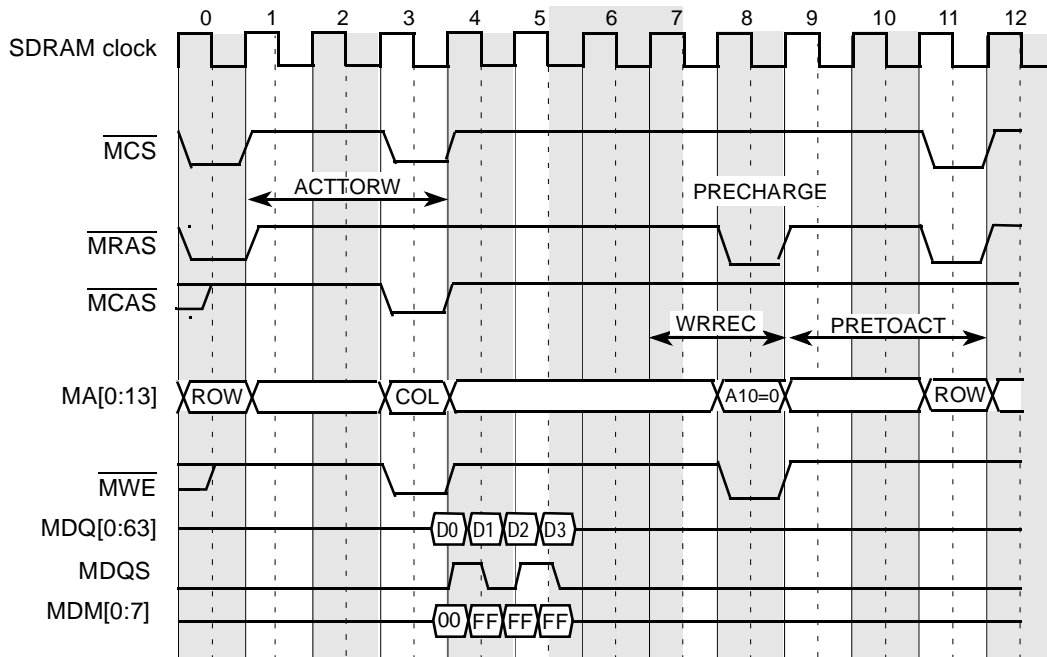 0 1 2 3 4 5 6 7 8 9 10 11 12
SDRAM clock
MCS
ACTTORW
PRECHARGE
MRAS
MCAS
WRREC PRETOACT
MA[0:13] ROW COL A10=0 ROW
MWE
MDQ[0:63] D0 D1 D2 D3
MDQS
MDM[0:7] 00 FF FF FF